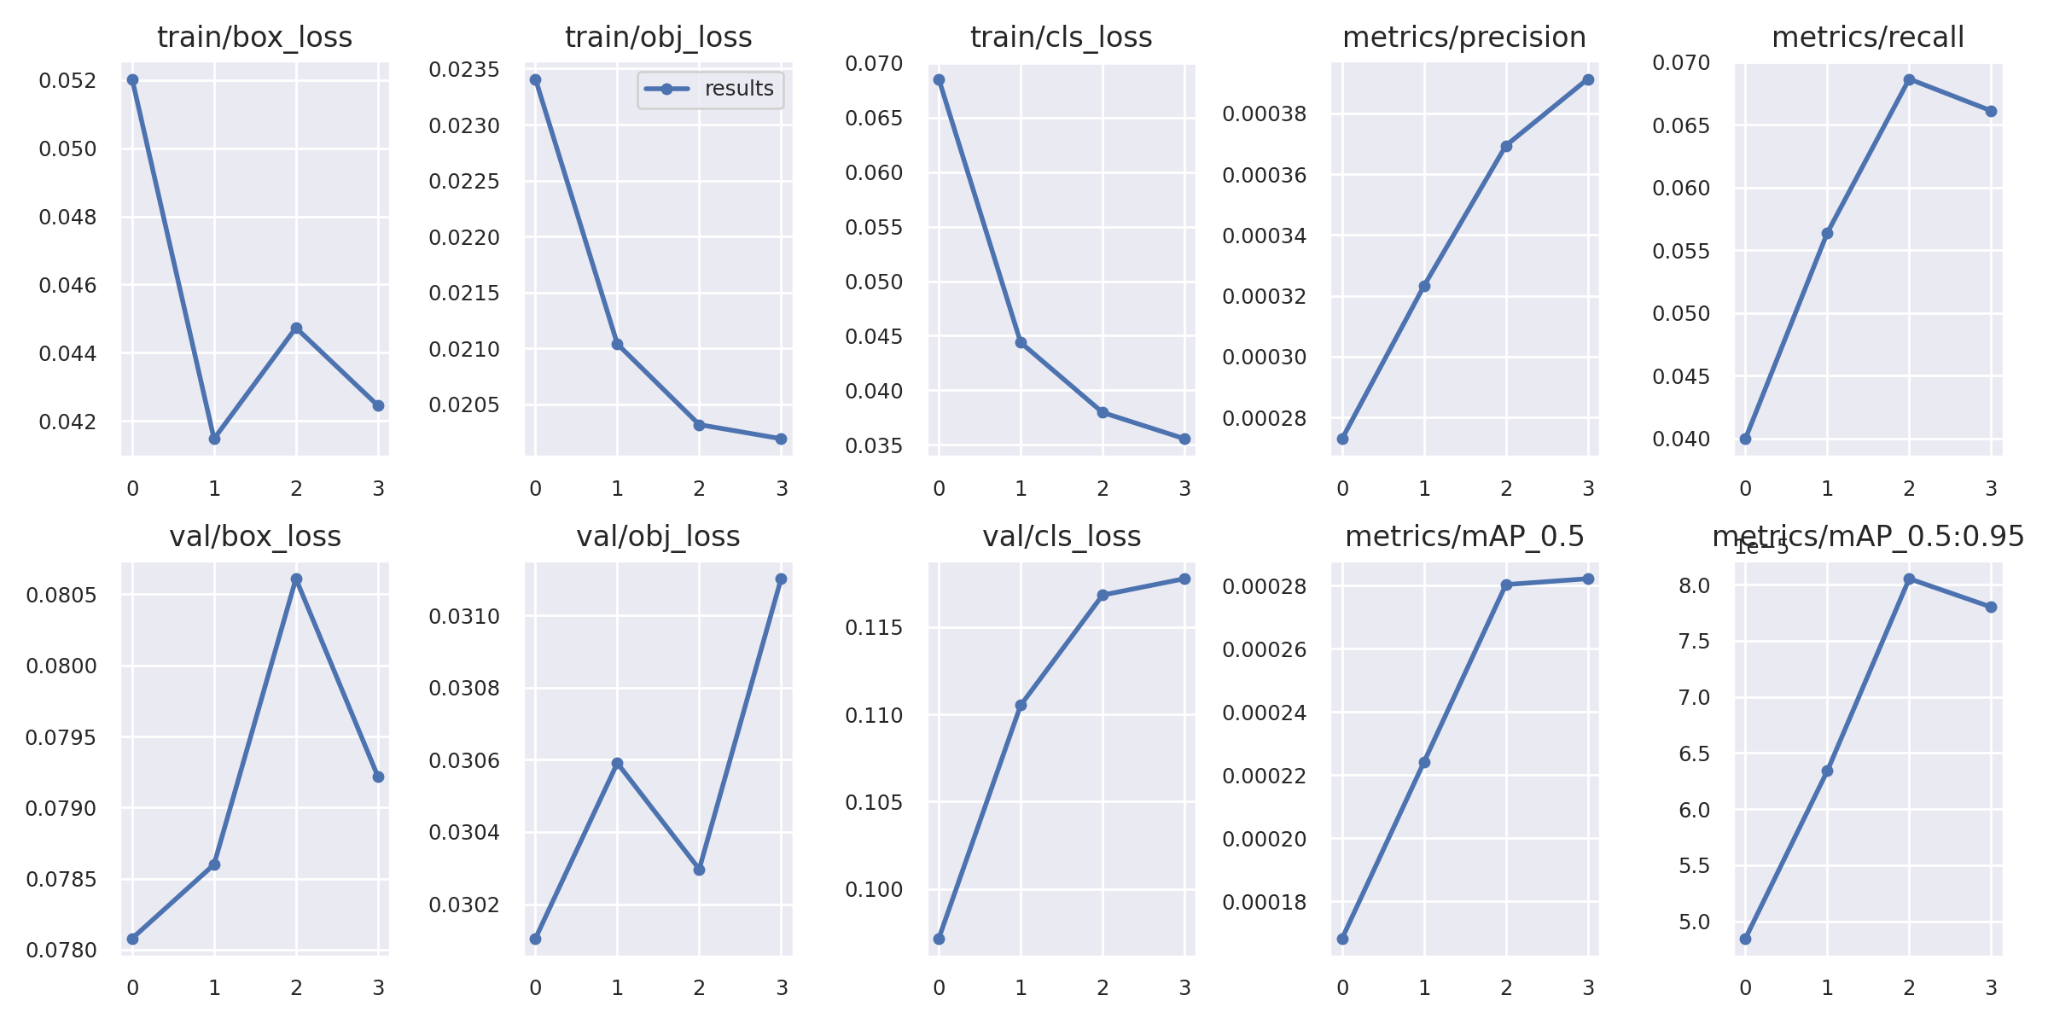 train/box_loss
0.052
0.050
0.048
0.046
0.044
0.042
0 1 2 3
train/obj_loss
results
0.0235
0.0230
0.0225
0.0220
0.0215
0.0210
0.0205
0 1 2 3
train/cls_loss
0.070
0.065
0.060
0.055
0.050
0.045
0.040
0.035
0 1 2 3
metrics/precision
0.00038
0.00036
0.00034
0.00032
0.00030
0.00028
0 1 2 3
metrics/recall
0.070
0.065
0.060
0.055
0.050
0.045
0.040
0 1 2 3
val/box_loss
0.0805
0.0800
0.0795
0.0790
0.0785
0.0780
0 1 2 3
val/obj_loss
0.0310
0.0308
0.0306
0.0304
0.0302
0 1 2 3
val/cls_loss
0.115
0.110
0.105
0.100
0 1 2 3
metrics/mAP_0.5
0.00028
0.00026
0.00024
0.00022
0.00020
0.00018
0 1 2 3
metrics/mAP_0.5:0.95
1e−5
8.0
7.5
7.0
6.5
6.0
5.5
5.0
0 1 2 3